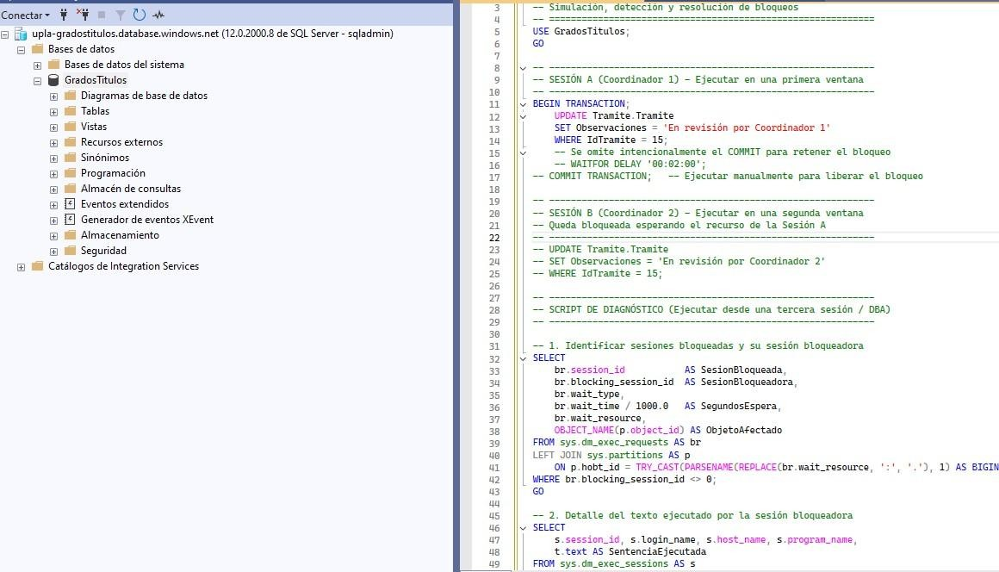 Conectar
upla-gradostitulos.database.windows.net (12.0.2000.8 de SQL Server - sqladmin)
Bases de datos
Bases de datos del sistema
GradosTitulos
Diagramas de base de datos
Tablas
Vistas
Recursos externos
Sinónimos
Programación
Almacén de consultas
Eventos extendidos
Generador de eventos XEvent
Almacenamiento
Seguridad
Catálogos de Integration Services
3 -- Simulación, detección y resolución de bloqueos
4 -- ============================================================
5 USE GradosTitulos;
6 GO
7
8 -- ------------------------------------------------------------
9 -- SESIÓN A (Coordinador 1) – Ejecutar en una primera ventana
10 -- ------------------------------------------------------------
11 BEGIN TRANSACTION;
12 UPDATE Tramite.Tramite
13 SET Observaciones = 'En revisión por Coordinador 1'
14 WHERE IdTramite = 15;
15 -- Se omite intencionalmente el COMMIT para retener el bloqueo
16 -- WAITFOR DELAY '00:02:00';
17 -- COMMIT TRANSACTION; -- Ejecutar manualmente para liberar el bloqueo
18
19 -- ------------------------------------------------------------
20 -- SESIÓN B (Coordinador 2) – Ejecutar en una segunda ventana
21 -- Queda bloqueada esperando el recurso de la Sesión A
22 -- ------------------------------------------------------------
23 -- UPDATE Tramite.Tramite
24 -- SET Observaciones = 'En revisión por Coordinador 2'
25 -- WHERE IdTramite = 15;
26
27 -- ------------------------------------------------------------
28 -- SCRIPT DE DIAGNÓSTICO (Ejecutar desde una tercera sesión / DBA)
29 -- ------------------------------------------------------------
30
31 -- 1. Identificar sesiones bloqueadas y su sesión bloqueadora
32 SELECT
33 br.session_id AS SesionBloqueada,
34 br.blocking_session_id AS SesionBloqueadora,
35 br.wait_type,
36 br.wait_time / 1000.0 AS SegundosEspera,
37 br.wait_resource,
38 OBJECT_NAME(p.object_id) AS ObjetoAfectado
39 FROM sys.dm_exec_requests AS br
40 LEFT JOIN sys.partitions AS p
41 ON p.hobt_id = TRY_CAST(PARSENAME(REPLACE(br.wait_resource, ':', '.'), 1) AS BIGIN
42 WHERE br.blocking_session_id <> 0;
43 GO
44
45 -- 2. Detalle del texto ejecutado por la sesión bloqueadora
46 SELECT
47 s.session_id, s.login_name, s.host_name, s.program_name,
48 t.text AS SentenciaEjecutada
49 FROM sys.dm_exec_sessions AS s